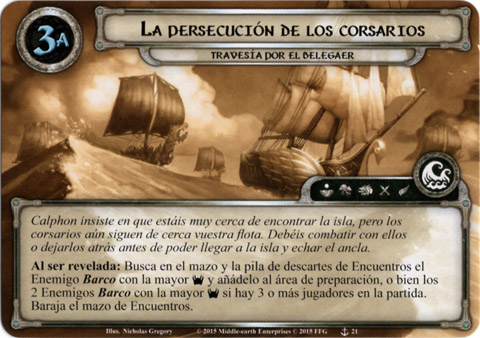 3A
La persecución de los corsarios
Travesía por el Belegaer
Calphon insiste en que estáis muy cerca de encontrar la isla, pero los
corsarios aún siguen de cerca vuestra flota. Debéis combatir con ellos
o dejarlos atrás antes de poder llegar a la isla y echar el ancla.
Al ser revelada: Busca en el mazo y la pila de descartes de Encuentros el
Enemigo Barco con la mayor y añádelo al área de preparación, o bien los
2 Enemigos Barco con la mayor si hay 3 o más jugadores en la partida.
Baraja el mazo de Encuentros.
Illus. Nicholas Gregory ©2015 Middle-earth Enterprises © 2015 FFG 21